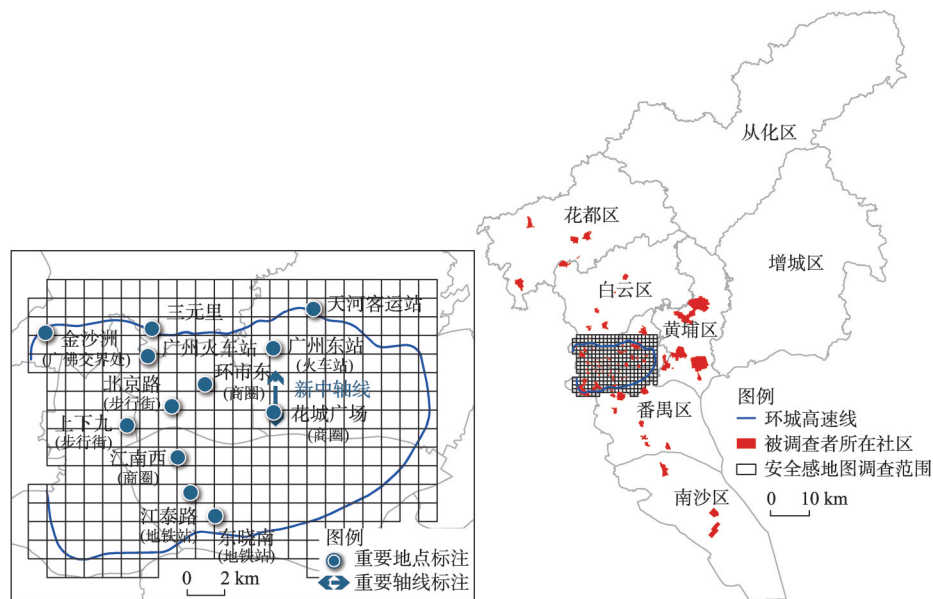 从化区
花都区
增城区
白云区
黄埔区
番禺区
南沙区
图例
环城高速线
被调查者所在社区
安全感地图调查范围
0 10 km
天河客运站
三元里
金沙洲
(广佛交界处)
广州火车站
广州东站
(火车站)
环市东
(商圈)
新中轴线
北京路
(步行街)
花城广场
(商圈)
上下九
(步行街)
江南西
(商圈)
江泰路
(地铁站)
东晓南
(地铁站)
图例
重要地点标注
重要轴线标注
0 2 km